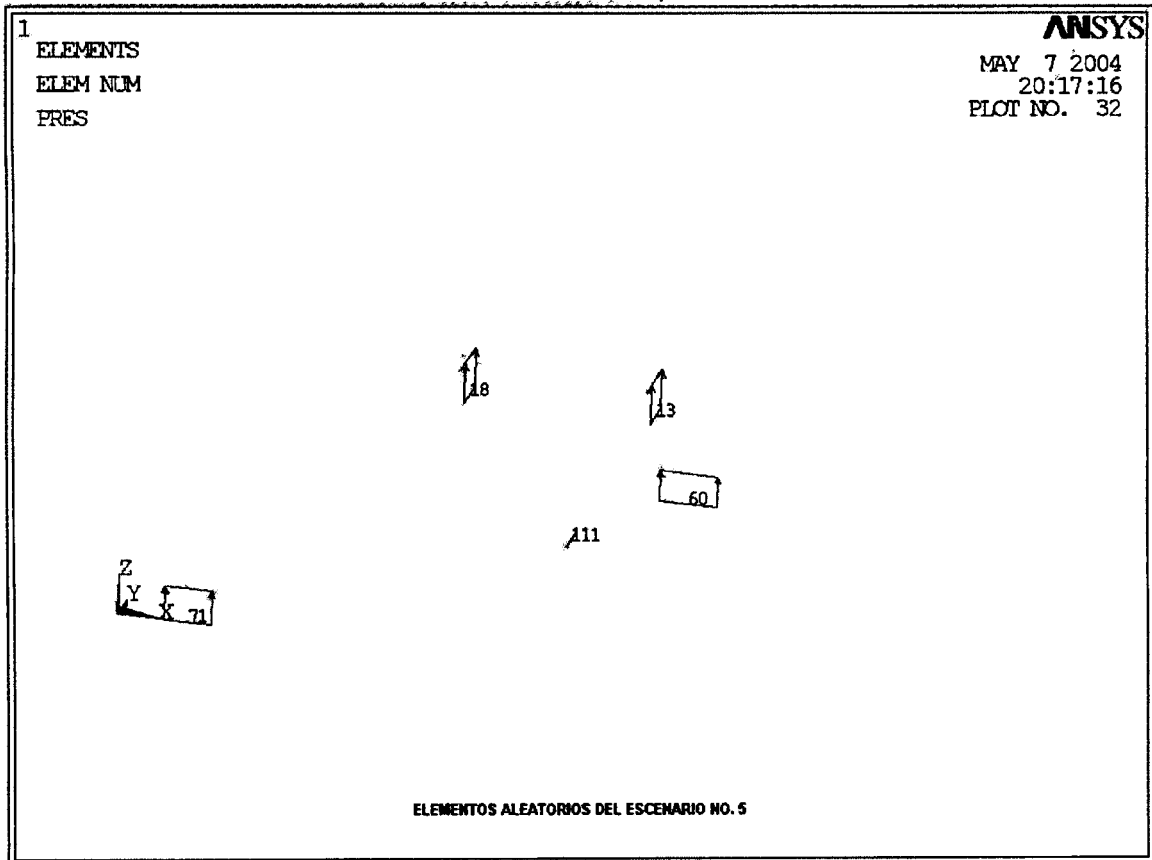 1
ELEMENTS
ELEM NUM
PRES
ANSYS
MAY 7 2004
20:17:16
PLOT NO. 32
18
13
60
111
Z
Y
X
71
ELEMENTOS ALEATORIOS DEL ESCENARIO NO. 5